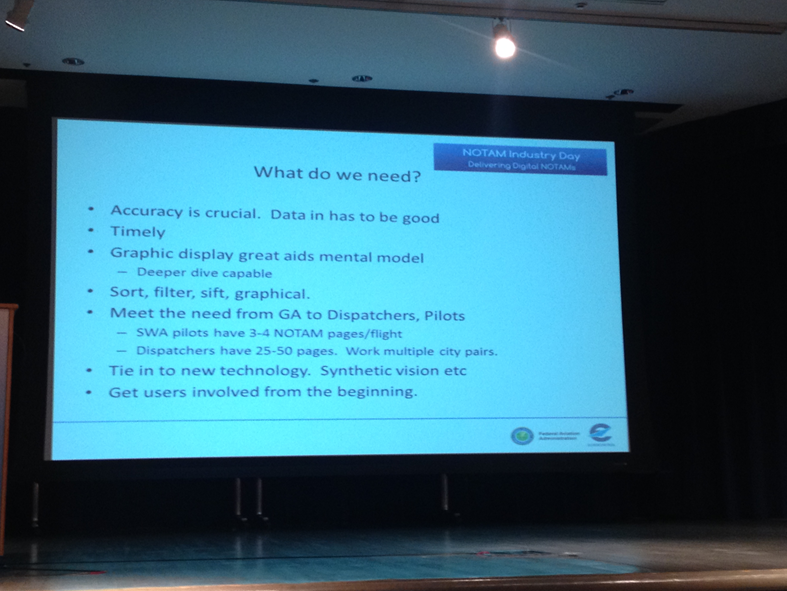 NOTAM Industry Day
Delivering Digital NOTAMs
What do we need?
• Accuracy is crucial. Data in has to be good
• Timely
• Graphic display great aids mental model
– Deeper dive capable
• Sort, filter, sift, graphical.
• Meet the need from GA to Dispatchers, Pilots
– SWA pilots have 3-4 NOTAM pages/flight
– Dispatchers have 25-50 pages. Work multiple city pairs.
• Tie in to new technology. Synthetic vision etc
• Get users involved from the beginning.
Federal Aviation
Administration